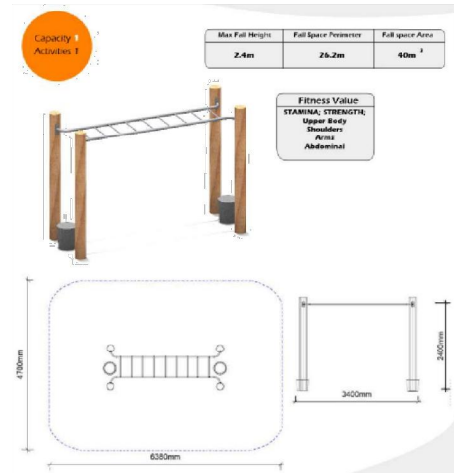 Capacity 1
Activities 1
Max Fall Height
Fall Space Perimeter
Fall space Area
2.4m
26.2m
40m ²
Fitness Value
STAMINA; STRENGTH;
Upper Body
Shoulders
Arms
Abdominal
4780mm
6380mm
3400mm
2400mm